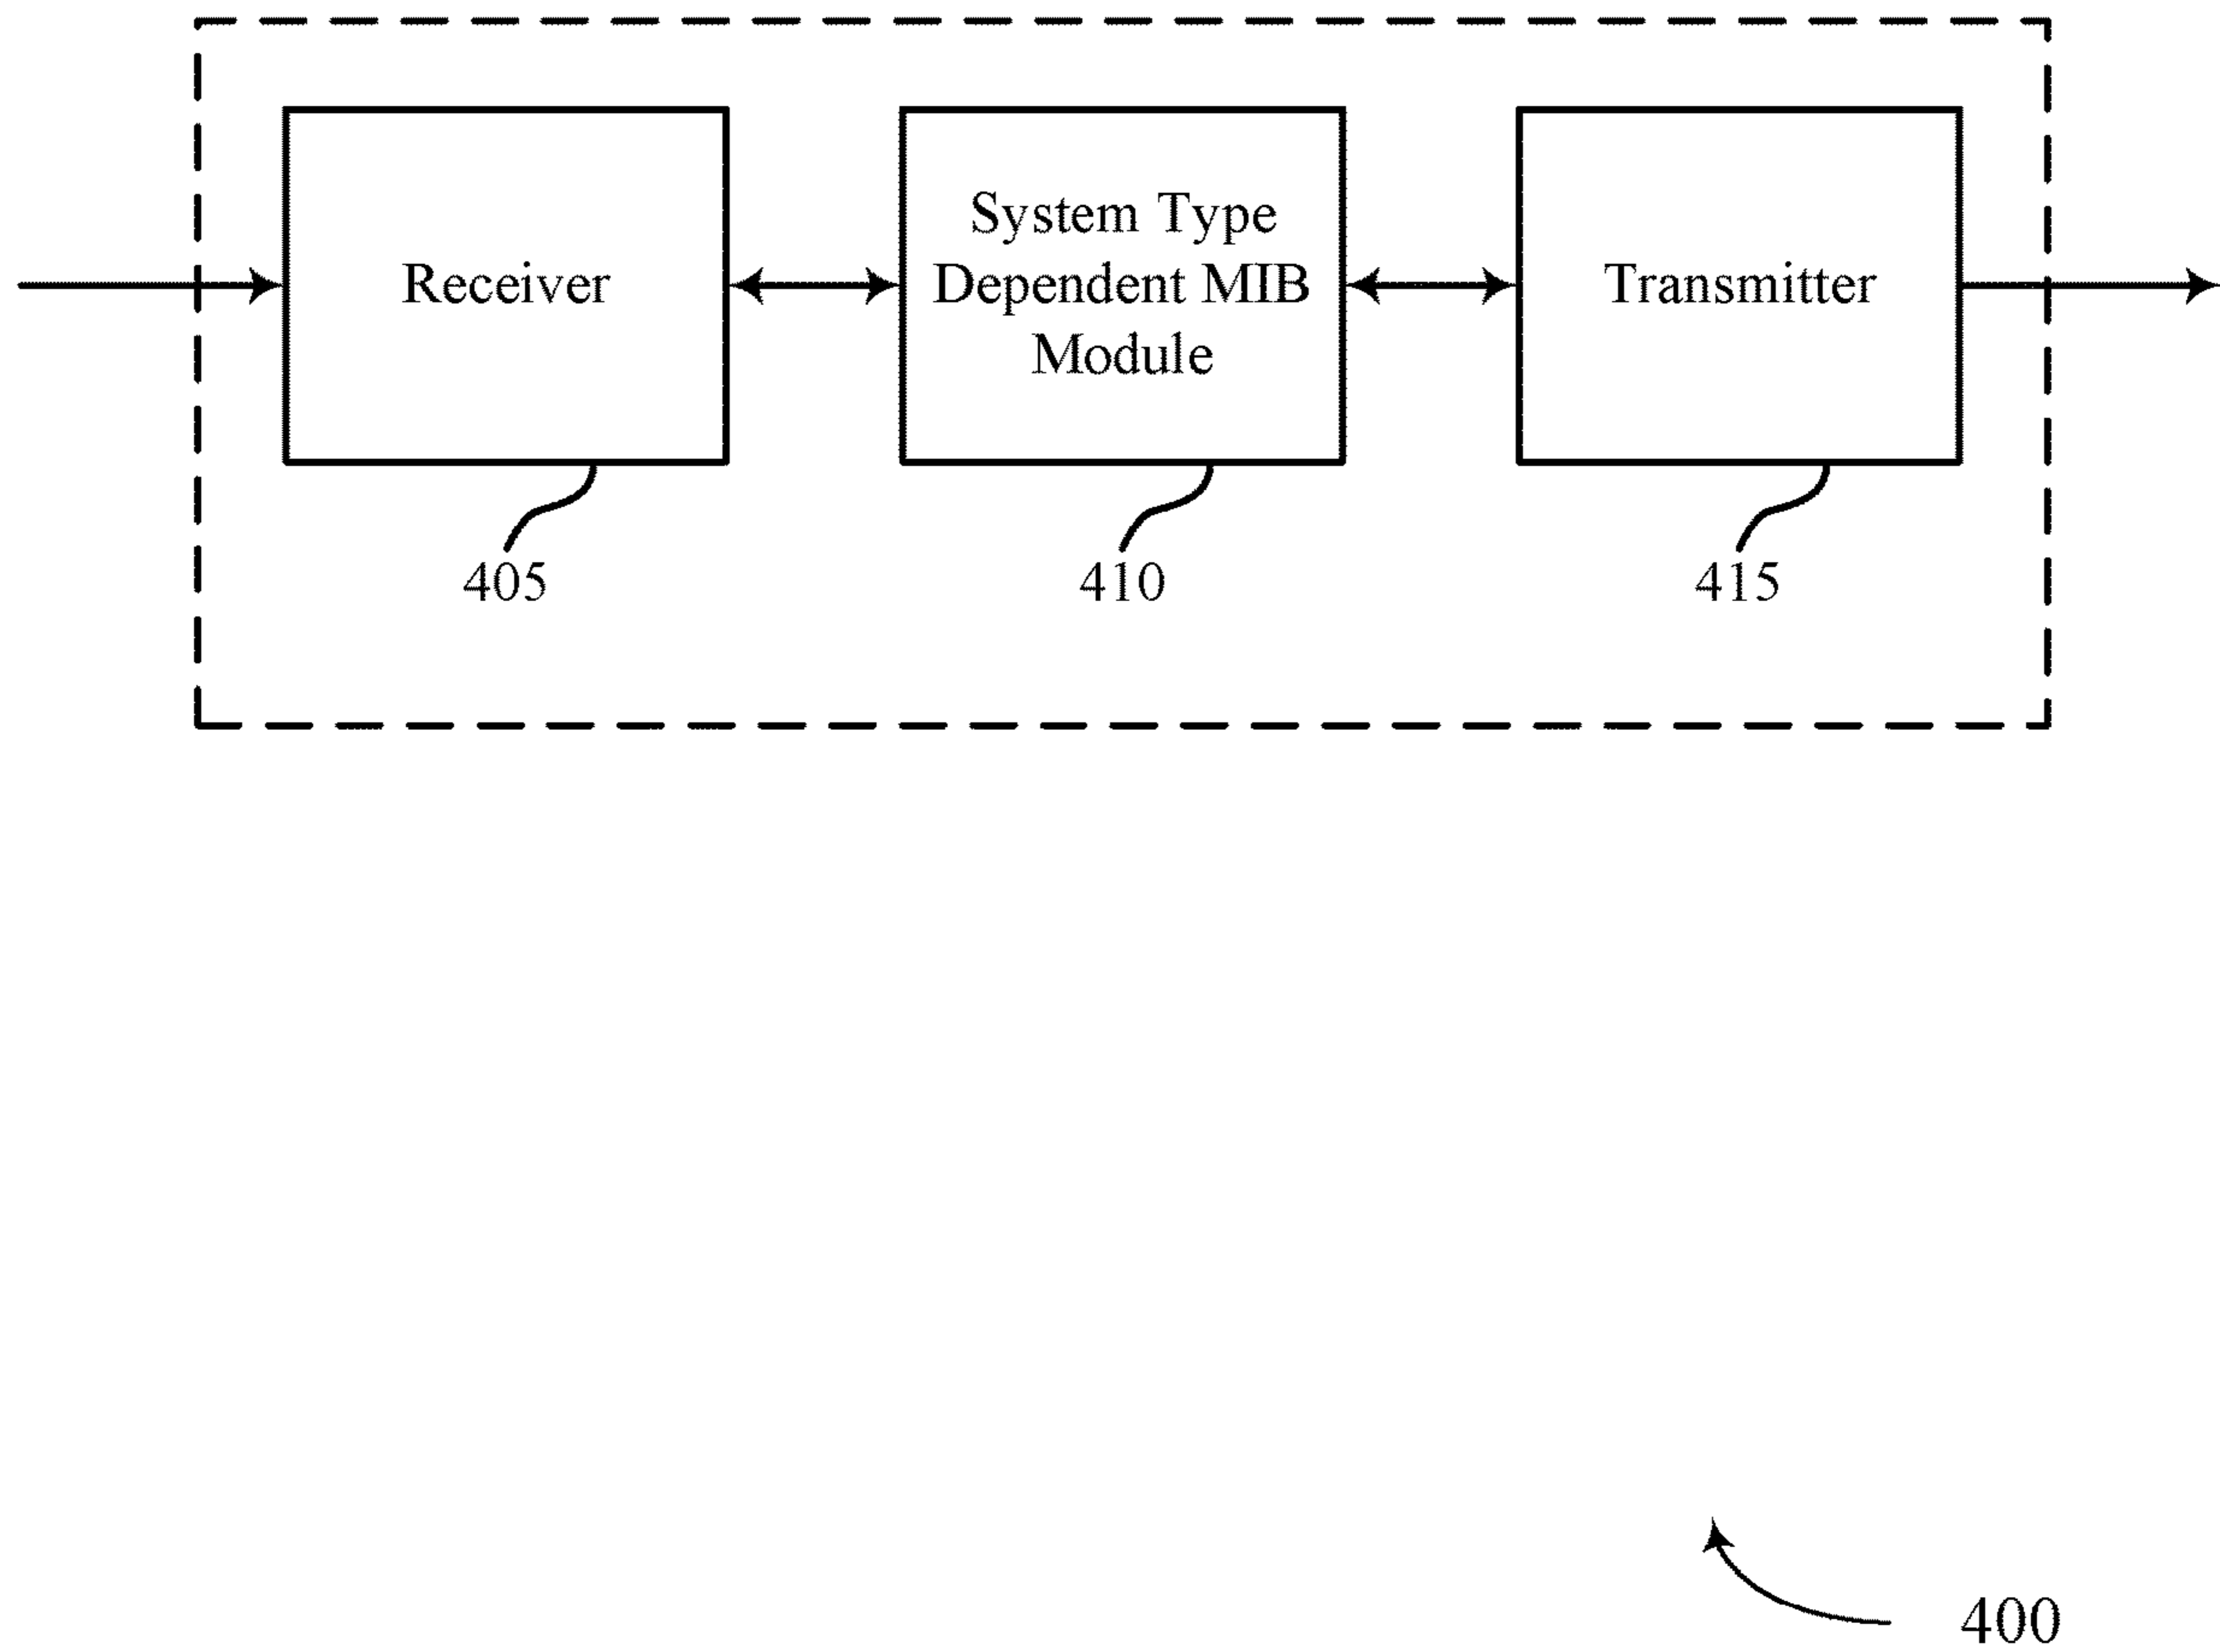 Receiver
System Type
Dependent MIB
Module
Transmitter
405
410
415
400